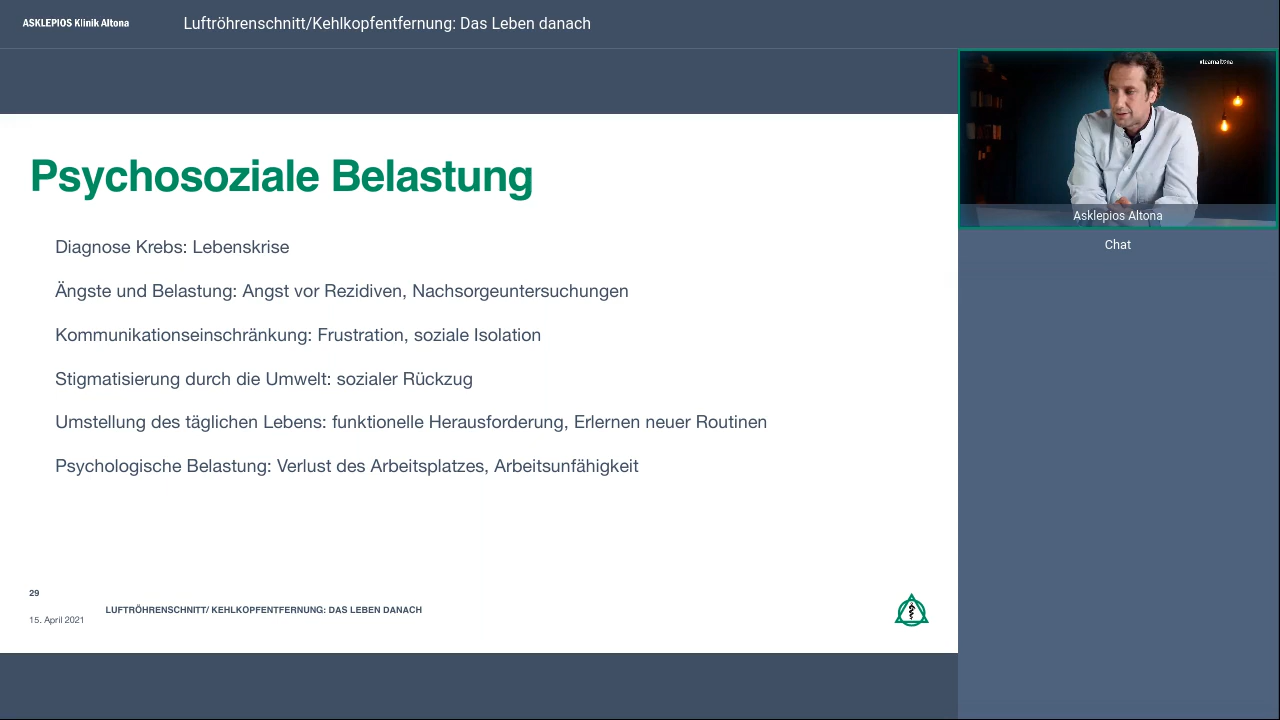 ASKLEPIOS Klinik Altona
Luftröhrenschnitt/Kehlkopfentfernung: Das Leben danach
#teamaltona
Asklepios Altona
Chat
Psychosoziale Belastung
Diagnose Krebs: Lebenskrise
Ängste und Belastung: Angst vor Rezidiven, Nachsorgeuntersuchungen
Kommunikationseinschränkung: Frustration, soziale Isolation
Stigmatisierung durch die Umwelt: sozialer Rückzug
Umstellung des täglichen Lebens: funktionelle Herausforderung, Erlernen neuer Routinen
Psychologische Belastung: Verlust des Arbeitsplatzes, Arbeitsunfähigkeit
29
LUFTRÖHRENSCHNITT/ KEHLKOPFENTFERNUNG: DAS LEBEN DANACH
15. April 2021